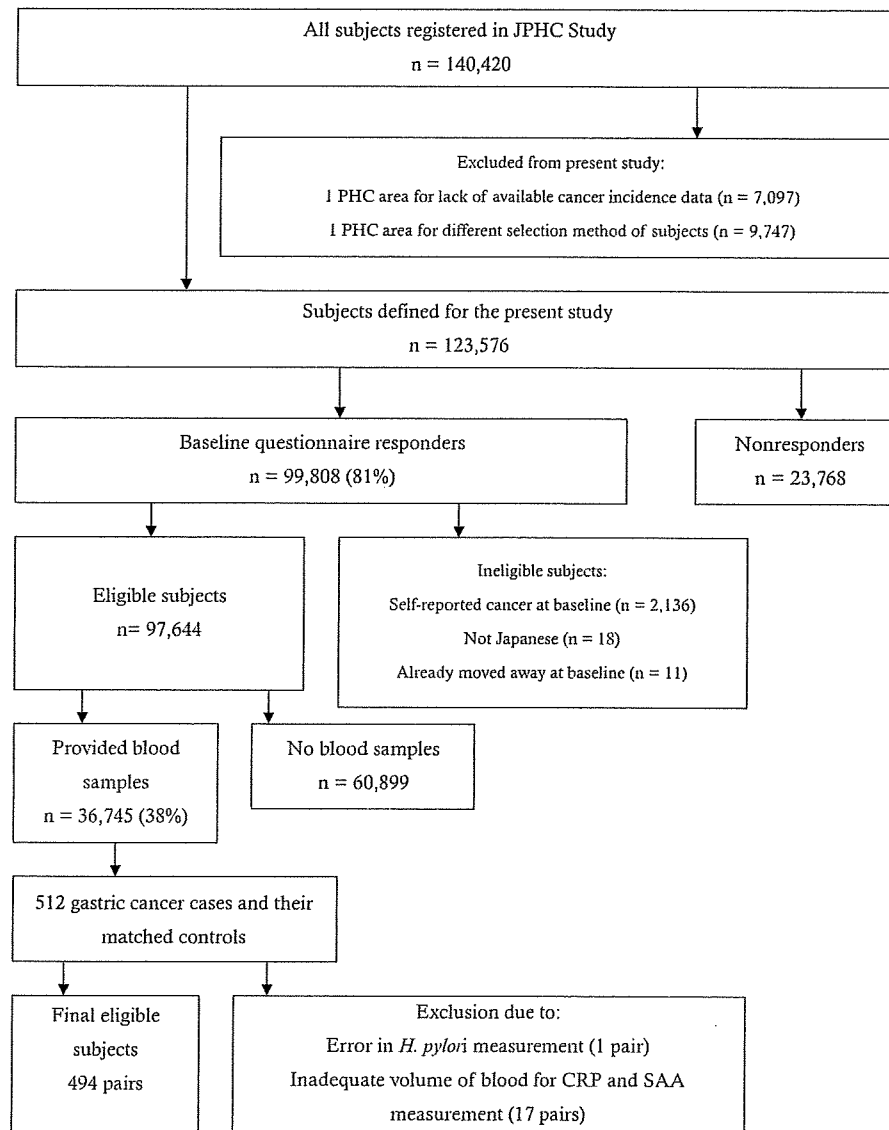 All subjects registered in JPHC Study
n = 140,420
Excluded from present study:
1 PHC area for lack of available cancer incidence data (n = 7,097)
1 PHC area for different selection method of subjects (n = 9,747)
Subjects defined for the present study
n = 123,576
Baseline questionnaire responders
n = 99,808 (81%)
Nonresponders
n = 23,768
Eligible subjects
n= 97,644
Ineligible subjects:
Self-reported cancer at baseline (n = 2,136)
Not Japanese (n = 18)
Already moved away at baseline (n = 11)
Provided blood
samples
n = 36,745 (38%)
No blood samples
n = 60,899
512 gastric cancer cases and their
matched controls
Final eligible
subjects
494 pairs
Exclusion due to:
Error in H. pylori measurement (1 pair)
Inadequate volume of blood for CRP and SAA
measurement (17 pairs)